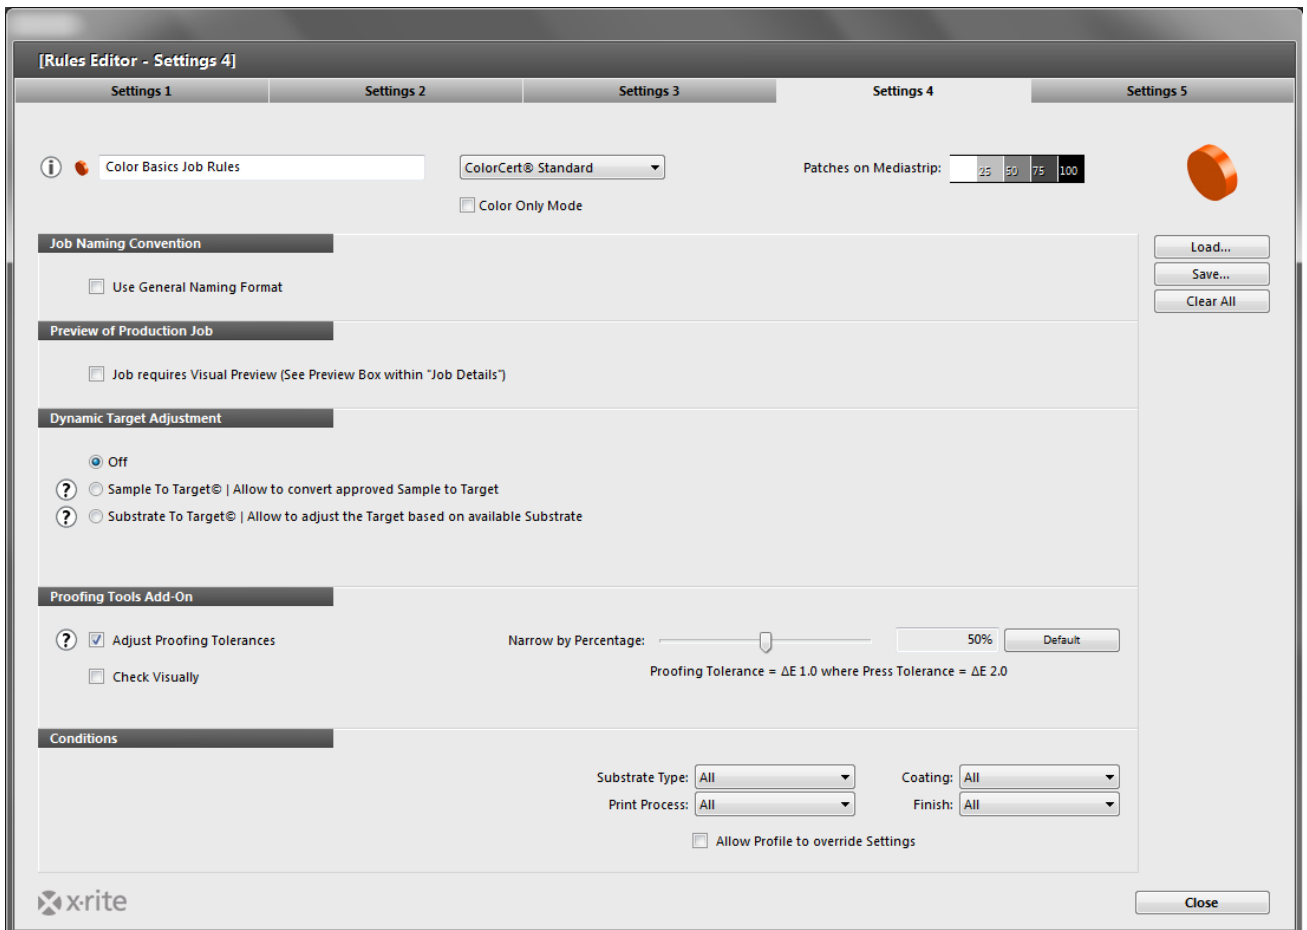 [Rules Editor - Settings 4]
Settings 1 Settings 2 Settings 3 Settings 4 Settings 5
Color Basics Job Rules ColorCert® Standard Patches on Mediastrip: 25 50 75 100
Color Only Mode
Job Naming Convention
Load...
Save...
Use General Naming Format
Clear All
Preview of Production Job
Job requires Visual Preview (See Preview Box within "Job Details")
Dynamic Target Adjustment
Off
Sample To Target© | Allow to convert approved Sample to Target
Substrate To Target© | Allow to adjust the Target based on available Substrate
Proofing Tools Add-On
Adjust Proofing Tolerances Narrow by Percentage: 50% Default
Check Visually Proofing Tolerance = ΔE 1.0 where Press Tolerance = ΔE 2.0
Conditions
Substrate Type: All Coating: All
Print Process: All Finish: All
Allow Profile to override Settings
x·rite Close